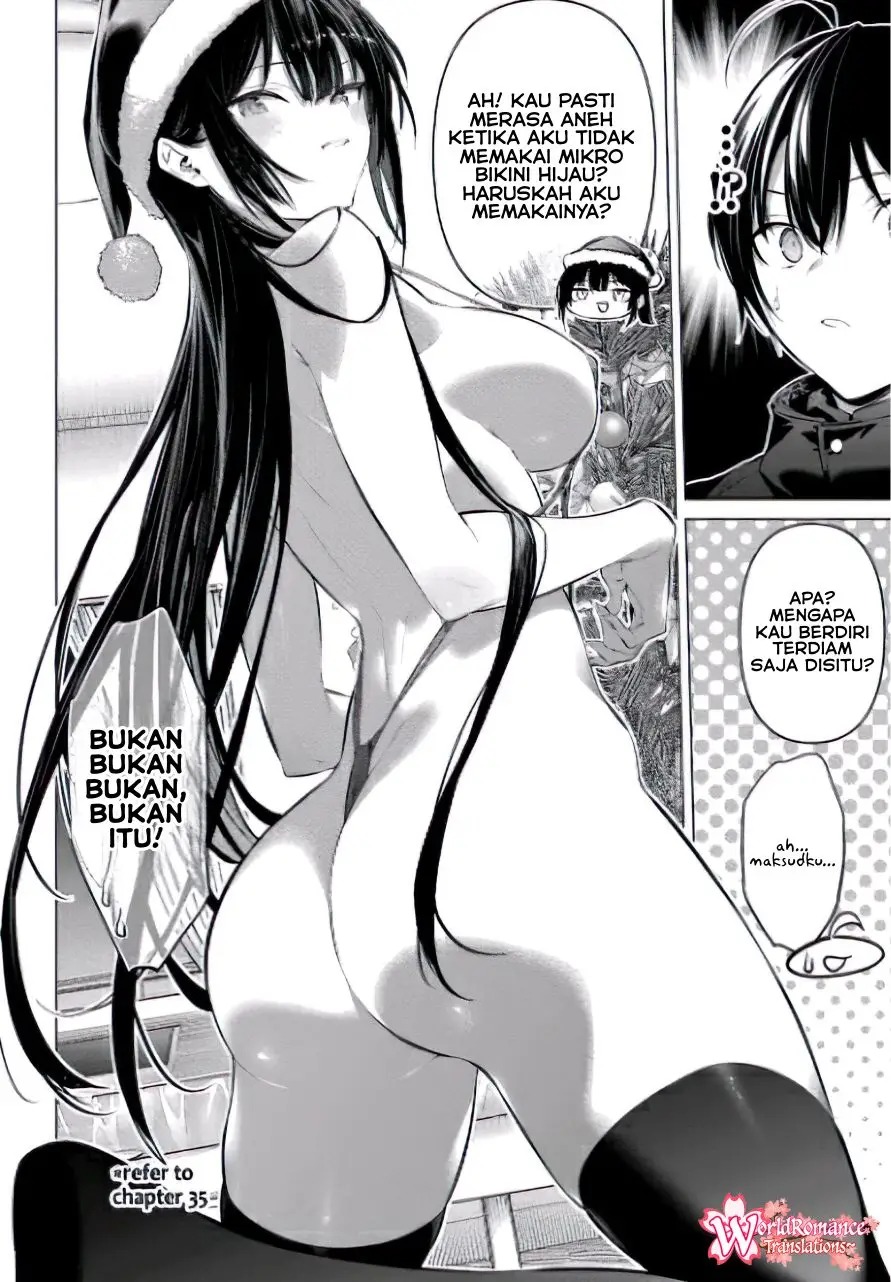 !?
AH! KAU PASTI
MERASA ANEH
KETIKA AKU TIDAK
MEMAKAI MIKRO
BIKINI HIJAU?
HARUSKAH AKU
MEMAKAINYA?
APA?
MENGAPA
KAU BERDIRI
TERDIAM
SAJA DISITU?
ah...
maksudku...
BUKAN
BUKAN
BUKAN,
BUKAN
ITU!
*refer to
chapter 35
WorldRomance
Translations